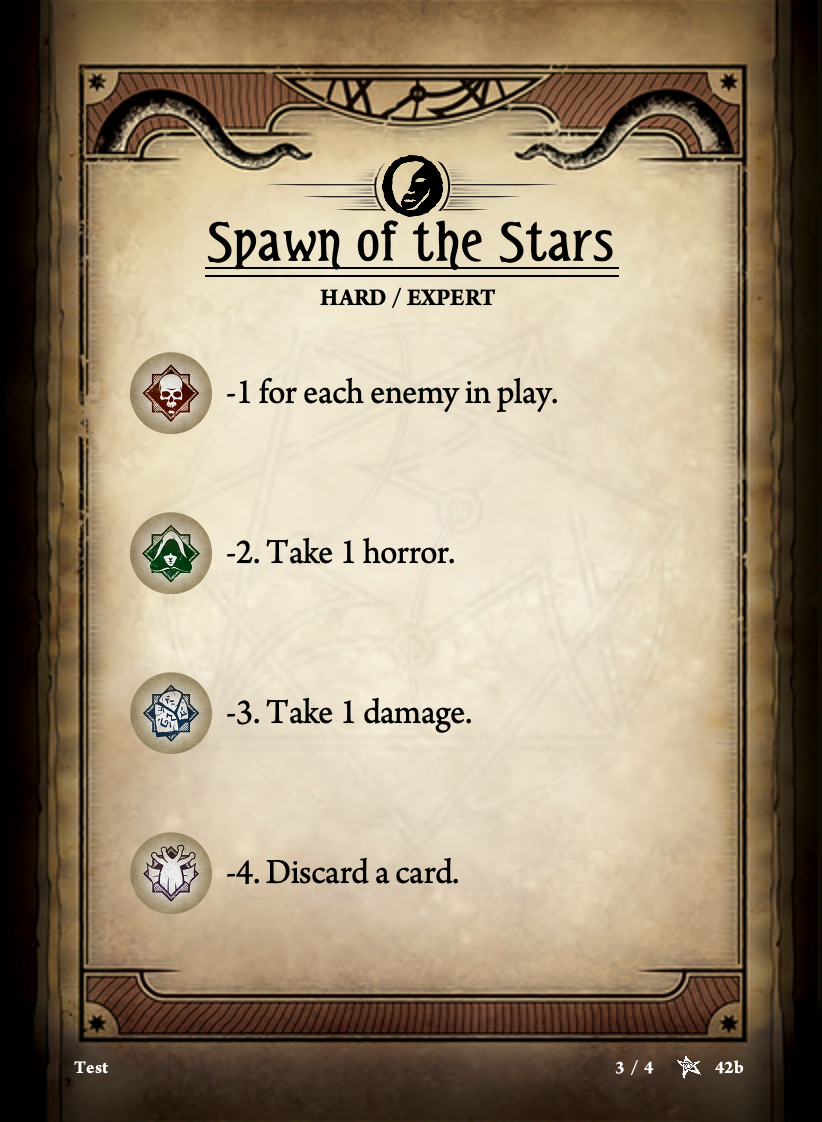 Spawn of the Stars
HARD / EXPERT
-1 for each enemy in play.
-2. Take 1 horror.
-3. Take 1 damage.
-4. Discard a card.
Test 3 / 4 42b